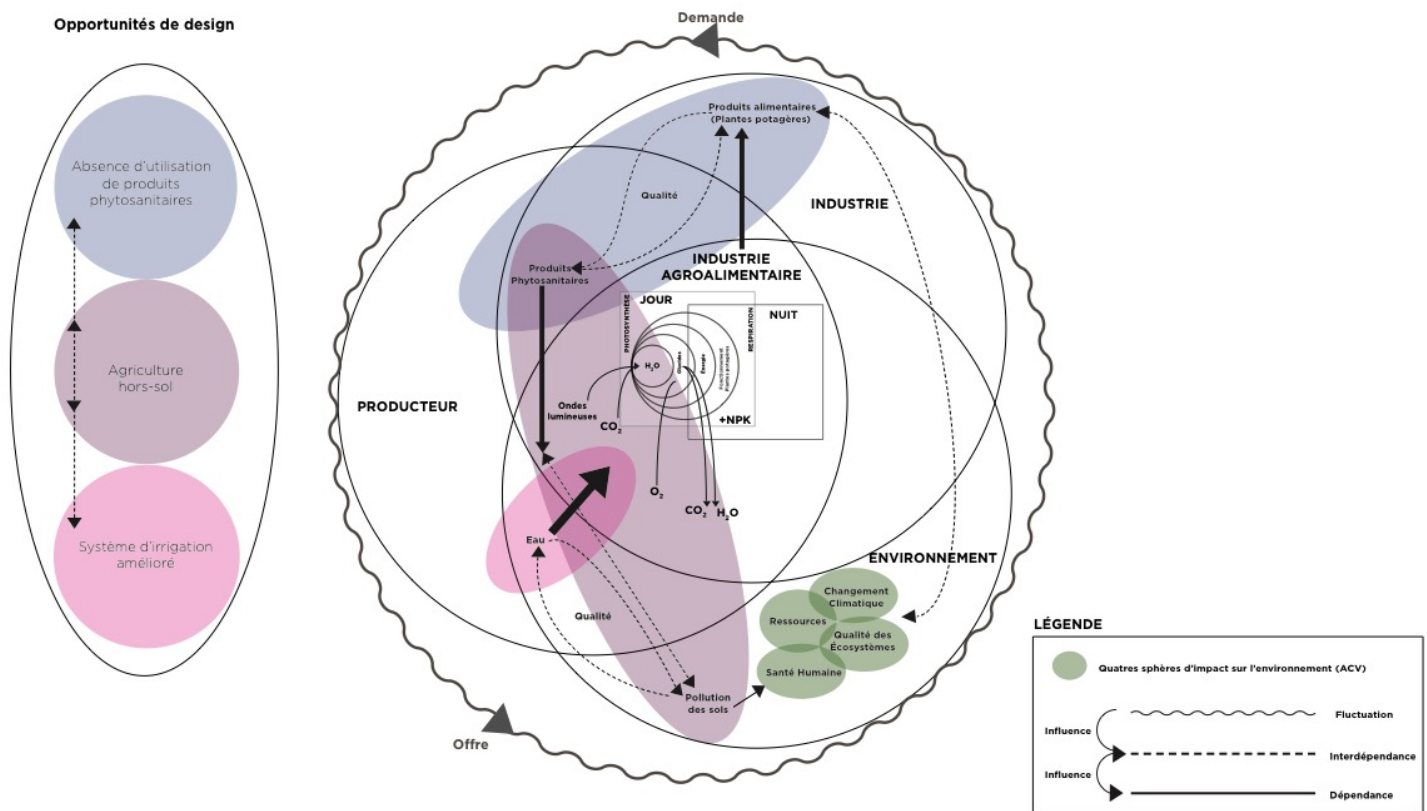 Opportunités de design
Absence d'utilisation
de produits
phytosanitaires
Agriculture
hors-sol
Système d'irrigation
amélioré
Demande
Produits alimentaires
(Plantes potagères)
Qualité
INDUSTRIE
Produits
Phytosanitaires
INDUSTRIE
AGROALIMENTAIRE
JOUR
NUIT
PHOTOSYNTHÈSE
RESPIRATION
H₂O
Glucides
Énergie
Fonctionnement
Plantes potagères
+NPK
PRODUCTEUR
Ondes
lumineuses
CO₂
O₂
CO₂
H₂O
Eau
Qualité
ENVIRONNEMENT
Changement
Climatique
Ressources
Qualité des
Écosystèmes
Santé Humaine
Pollution
des sols
Offre
LÉGENDE
Quatres sphères d'impact sur l'environnement (ACV)
Fluctuation
Influence
Interdépendance
Influence
Dépendance